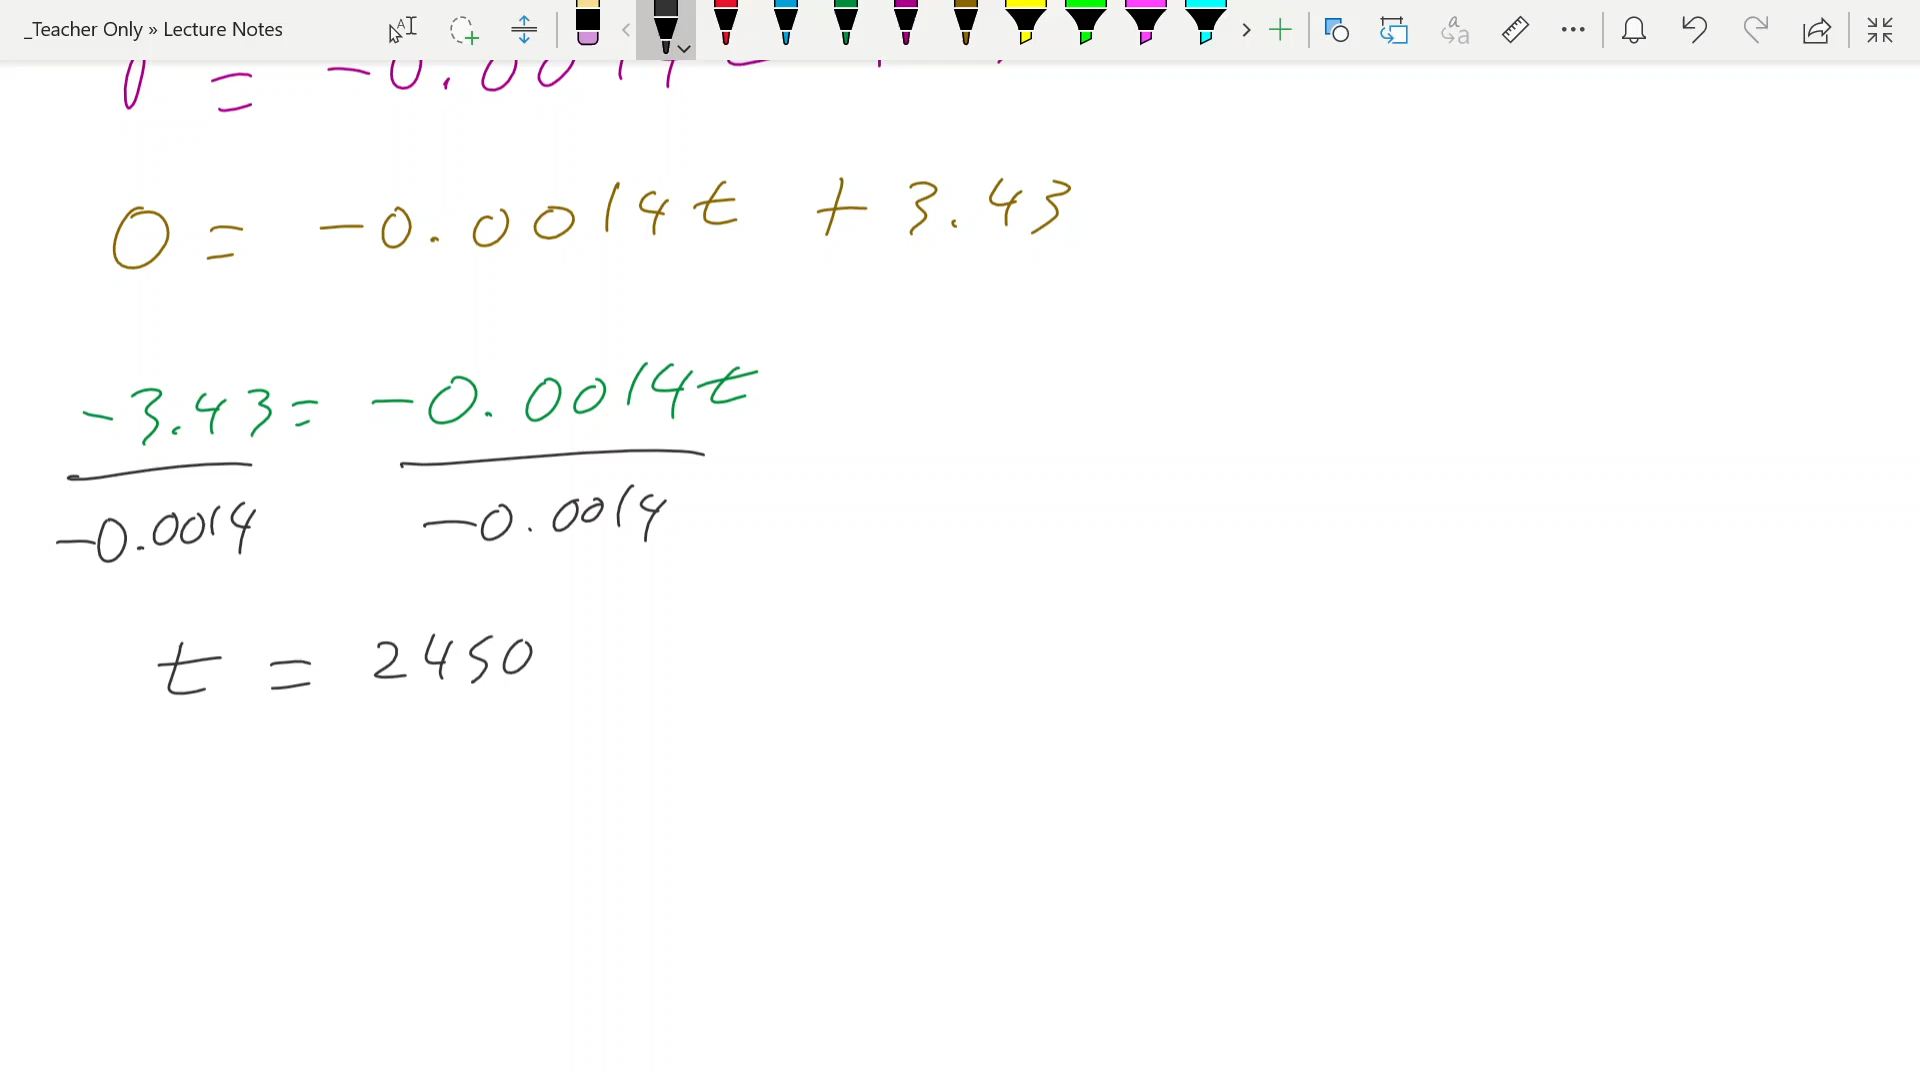 _Teacher Only » Lecture Notes
0 = -0.0014t + 3.43
-3.43 = -0.0014t
-0.0014 -0.0014
t = 2450